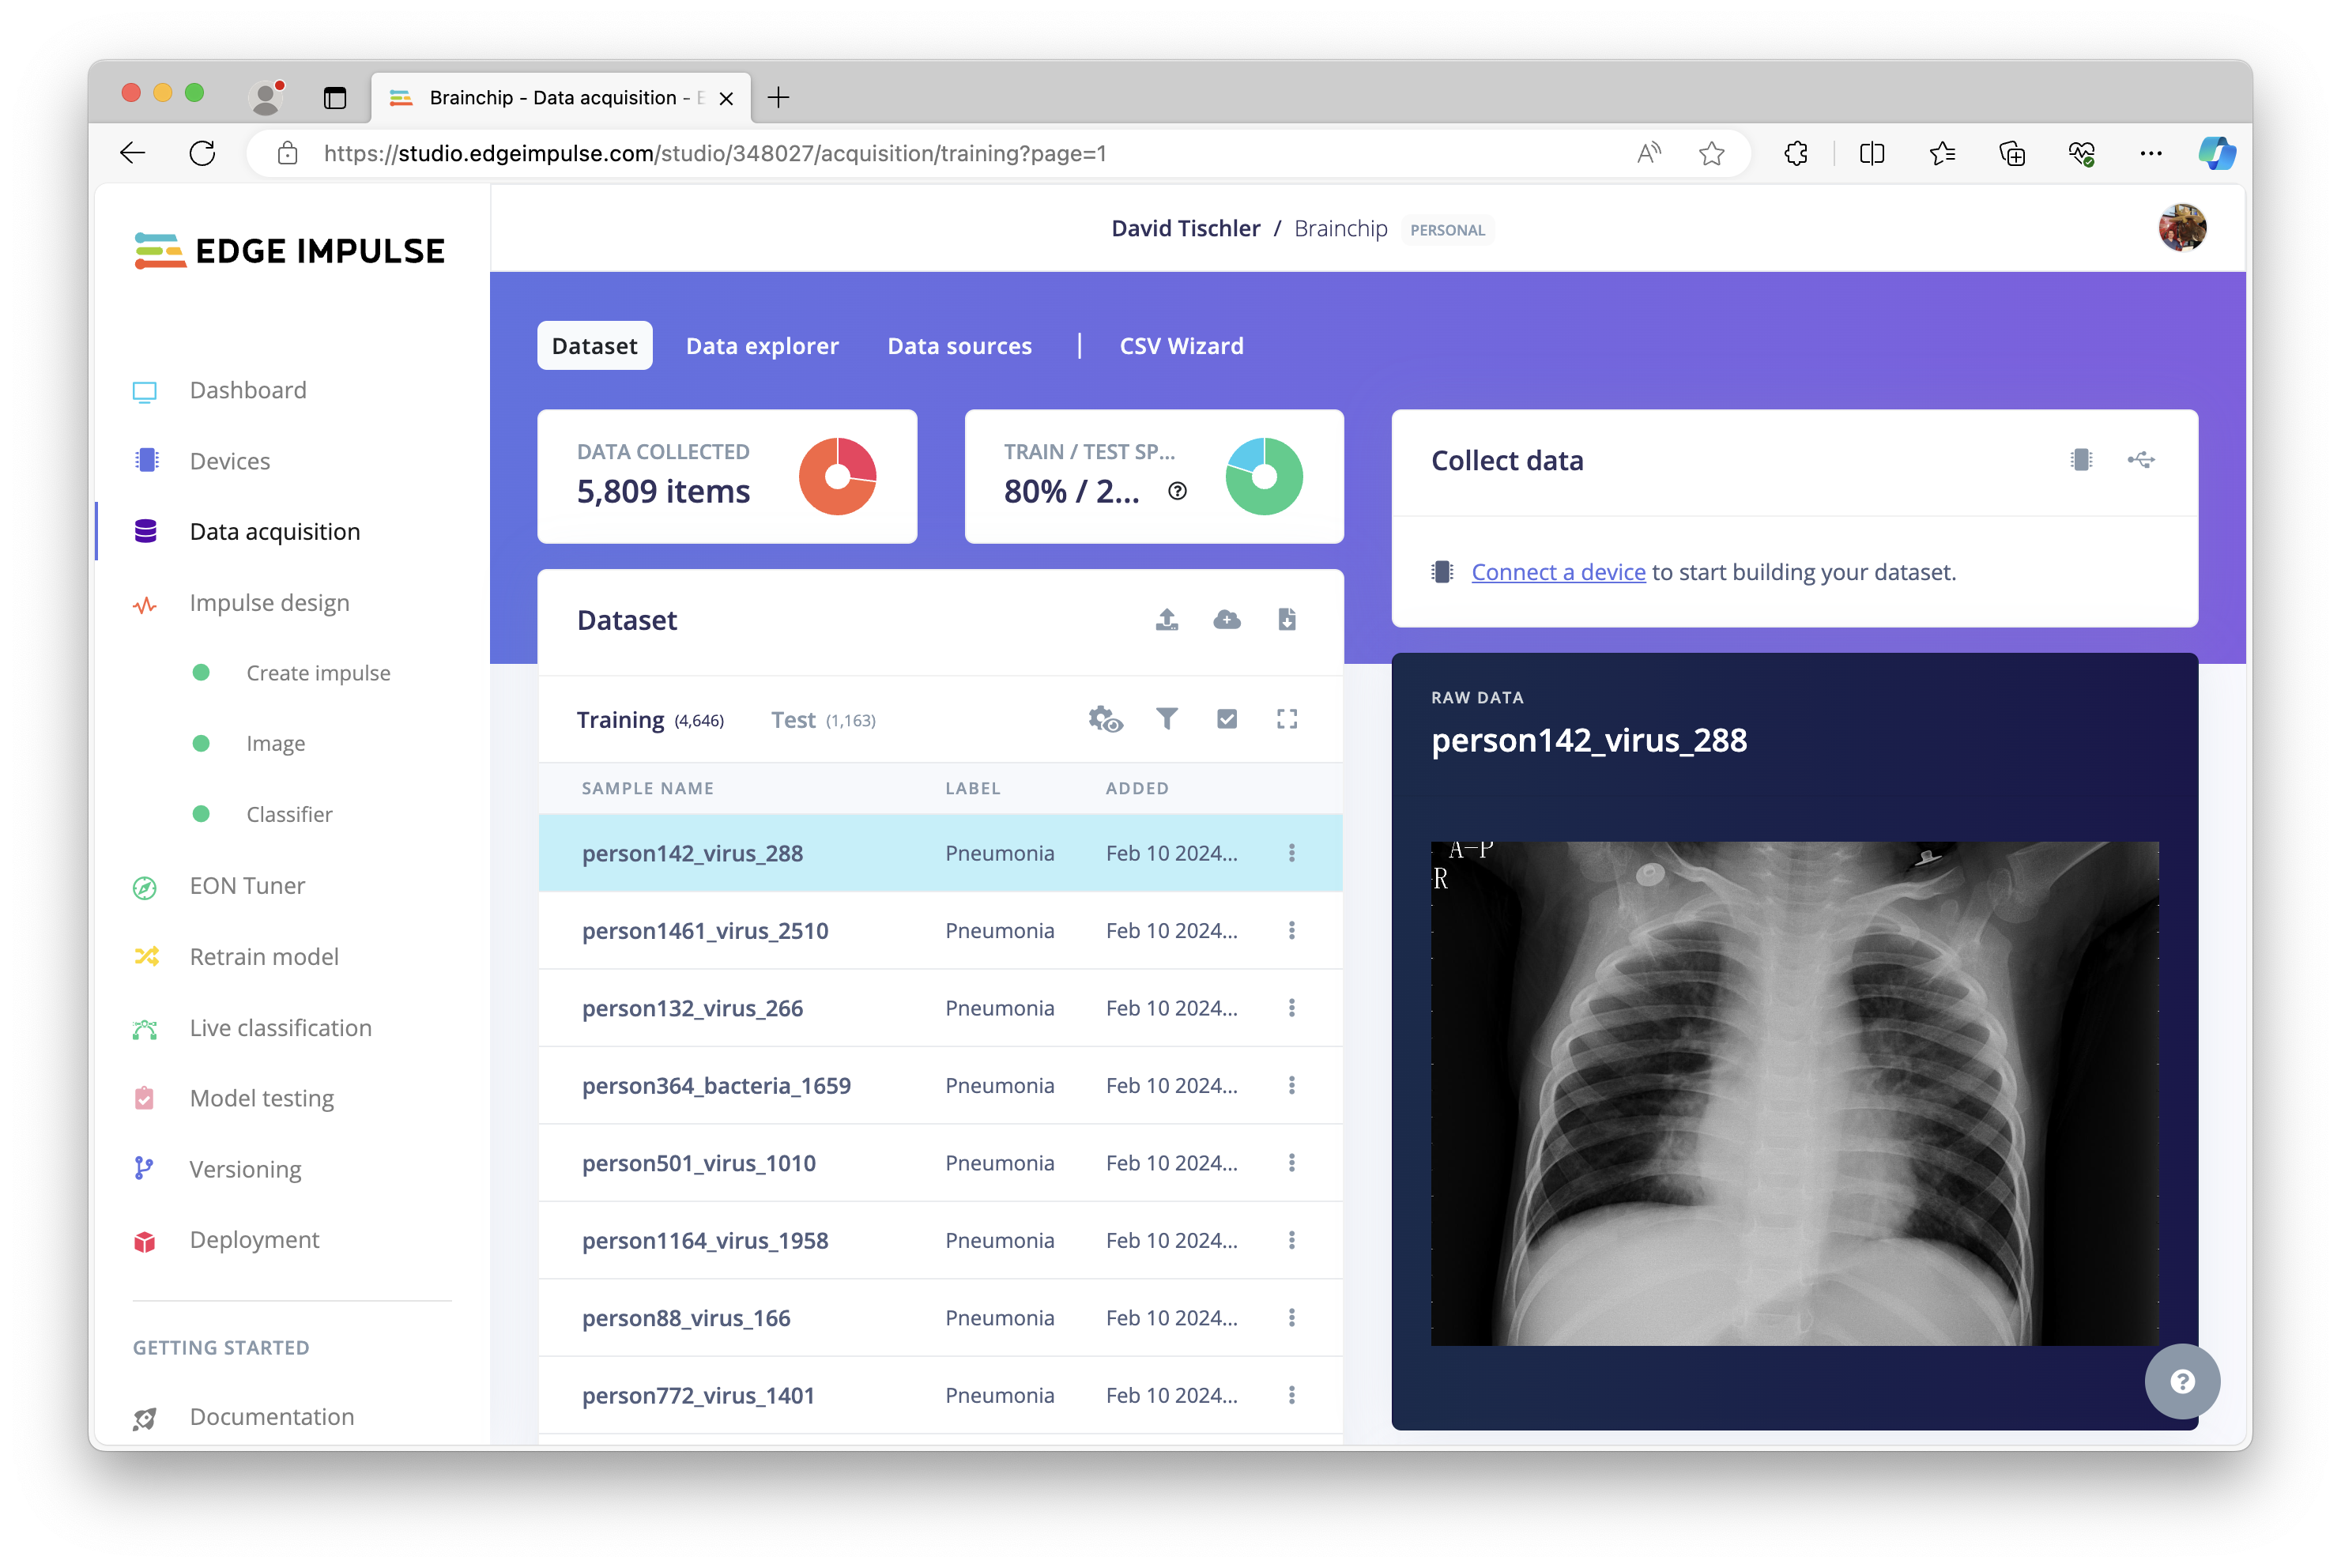 Brainchip - Data acquisition - E
https://studio.edgeimpulse.com/studio/348027/acquisition/training?page=1
EDGE IMPULSE
David Tischler / Brainchip PERSONAL
Dashboard
Devices
Data acquisition
Impulse design
Create impulse
Image
Classifier
EON Tuner
Retrain model
Live classification
Model testing
Versioning
Deployment
GETTING STARTED
Documentation
Dataset Data explorer Data sources | CSV Wizard
DATA COLLECTED
5,809 items
TRAIN / TEST SP...
80% / 2...
Collect data
Connect a device to start building your dataset.
Dataset
Training (4,646) Test (1,163)
SAMPLE NAME LABEL ADDED
person142_virus_288 Pneumonia Feb 10 2024...
person1461_virus_2510 Pneumonia Feb 10 2024...
person132_virus_266 Pneumonia Feb 10 2024...
person364_bacteria_1659 Pneumonia Feb 10 2024...
person501_virus_1010 Pneumonia Feb 10 2024...
person1164_virus_1958 Pneumonia Feb 10 2024...
person88_virus_166 Pneumonia Feb 10 2024...
person772_virus_1401 Pneumonia Feb 10 2024...
RAW DATA
person142_virus_288
A-P
R